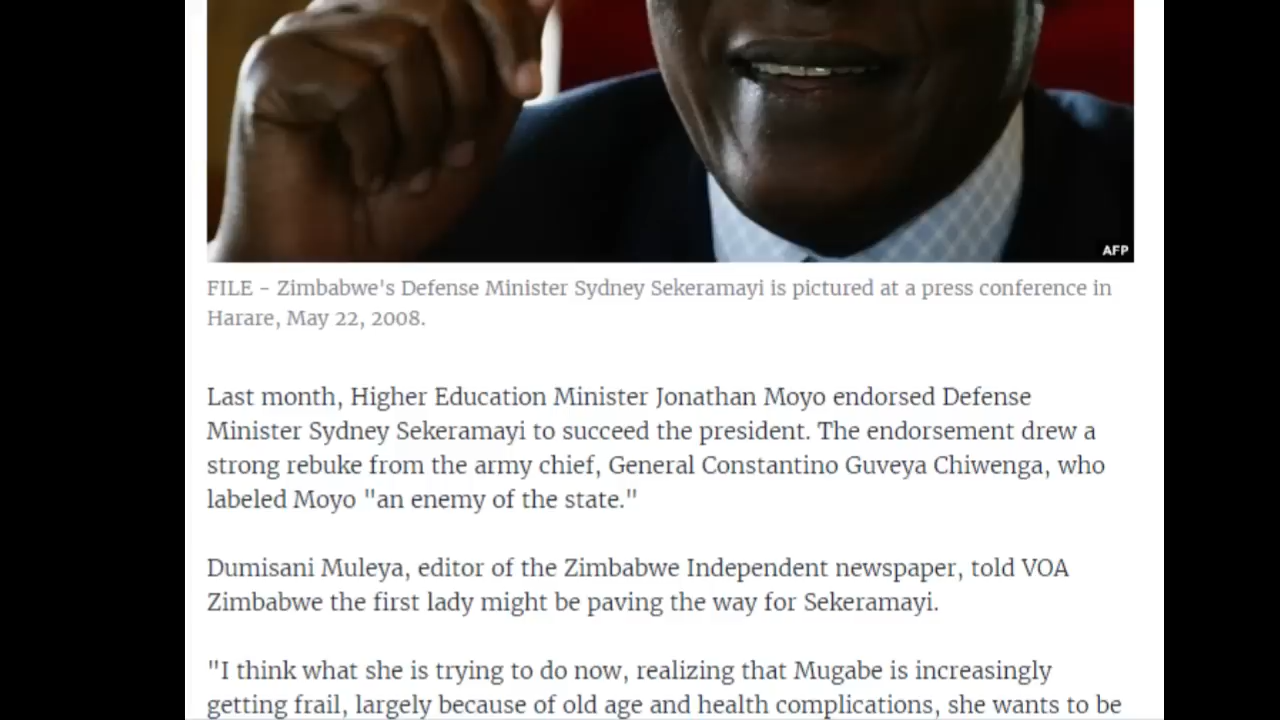 AFP
FILE - Zimbabwe's Defense Minister Sydney Sekeramayi is pictured at a press conference in
Harare, May 22, 2008.
Last month, Higher Education Minister Jonathan Moyo endorsed Defense
Minister Sydney Sekeramayi to succeed the president. The endorsement drew a
strong rebuke from the army chief, General Constantino Guveya Chiwenga, who
labeled Moyo "an enemy of the state."
Dumisani Muleya, editor of the Zimbabwe Independent newspaper, told VOA
Zimbabwe the first lady might be paving the way for Sekeramayi.
"I think what she is trying to do now, realizing that Mugabe is increasingly
getting frail, largely because of old age and health complications, she wants to be